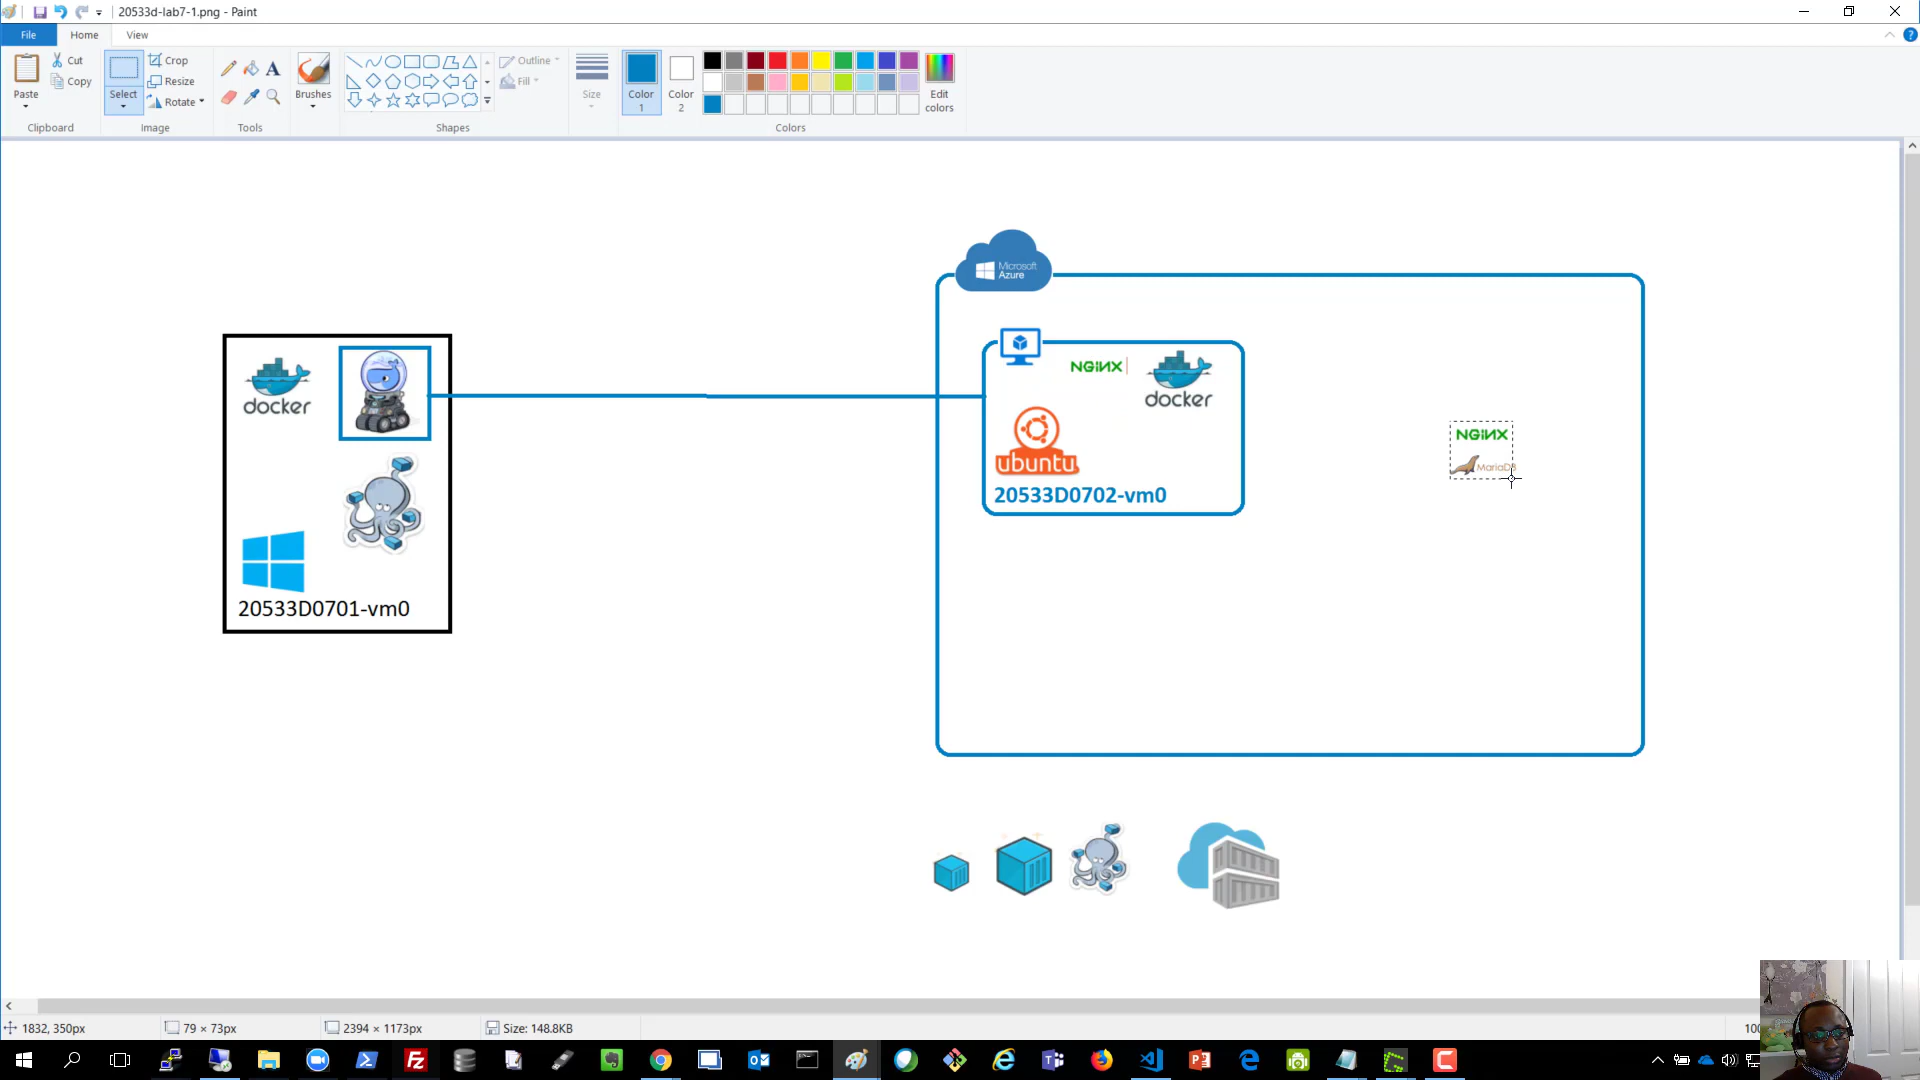 20533d-lab7-1.png - Paint
File
Home
View
Paste
Cut
Copy
Clipboard
Select
Crop
Resize
Rotate
Image
Tools
Brushes
Shapes
Outline
Fill
Size
Color
1
Color
2
Colors
Edit
colors
Microsoft
Azure
docker
20533D0701-vm0
NGiNX
docker
ubuntu
20533D0702-vm0
NGiNX
MariaDB
1832, 350px
79 × 73px
2394 × 1173px
Size: 148.8KB